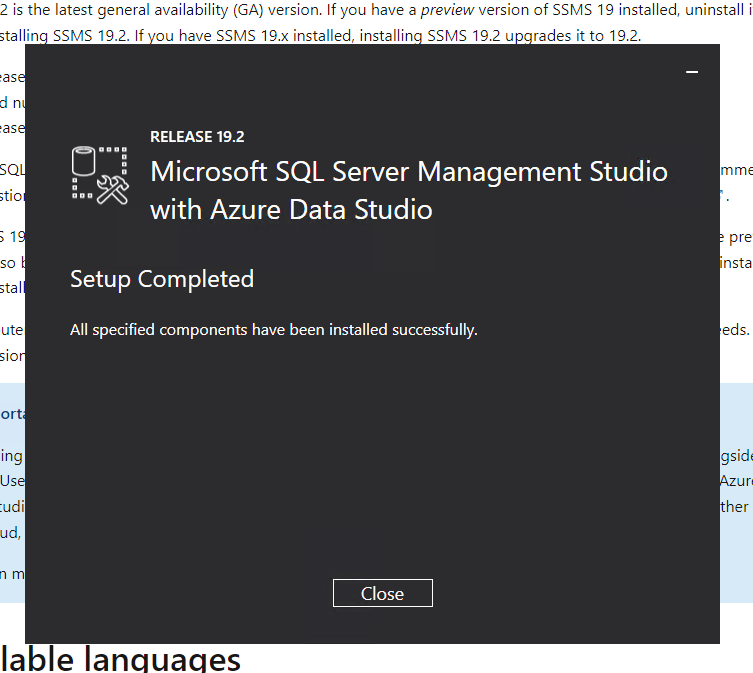 2 is the latest general availability (GA) version. If you have a preview version of SSMS 19 installed, uninstall i
stalling SSMS 19.2. If you have SSMS 19.x installed, installing SSMS 19.2 upgrades it to 19.2.
ease
d nu
ease
RELEASE 19.2
Microsoft SQL Server Management Studio
with Azure Data Studio
SQL
mme
stion
S 19
e pre
so b
insta
stall
Setup Completed
All specified components have been installed successfully.
ute
eeds.
sion
orta
ing
gside
Use
Azure
tudi
ther
ud,
n m
Close
lable languages